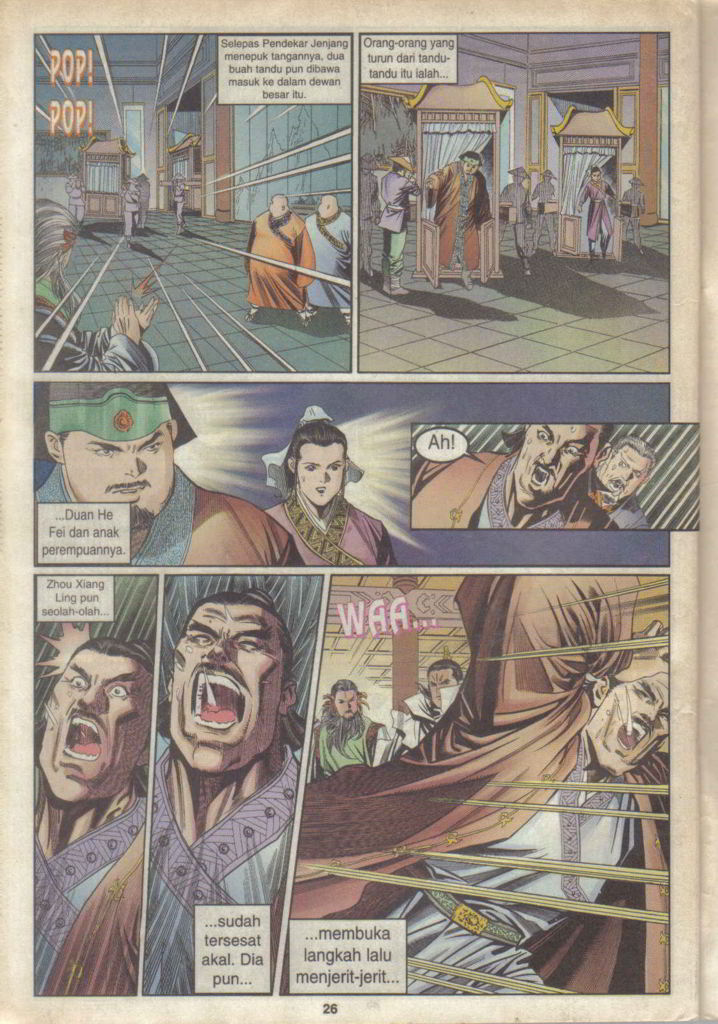 POP!
POP!
Selepas Pendekar Jenjang
menepuk tangannya, dua
buah tandu pun dibawa
masuk ke dalam dewan
besar itu.
Orang-orang yang
turun dari tandu-
tandu itu ialah...
...Duan He
Fei dan anak
perempuannya.
Ah!
Zhou Xiang
Ling pun
seolah-olah...
...sudah
tersesat
akal. Dia
pun...
WAA...
...membuka
langkah lalu
menjerit-jerit...
26